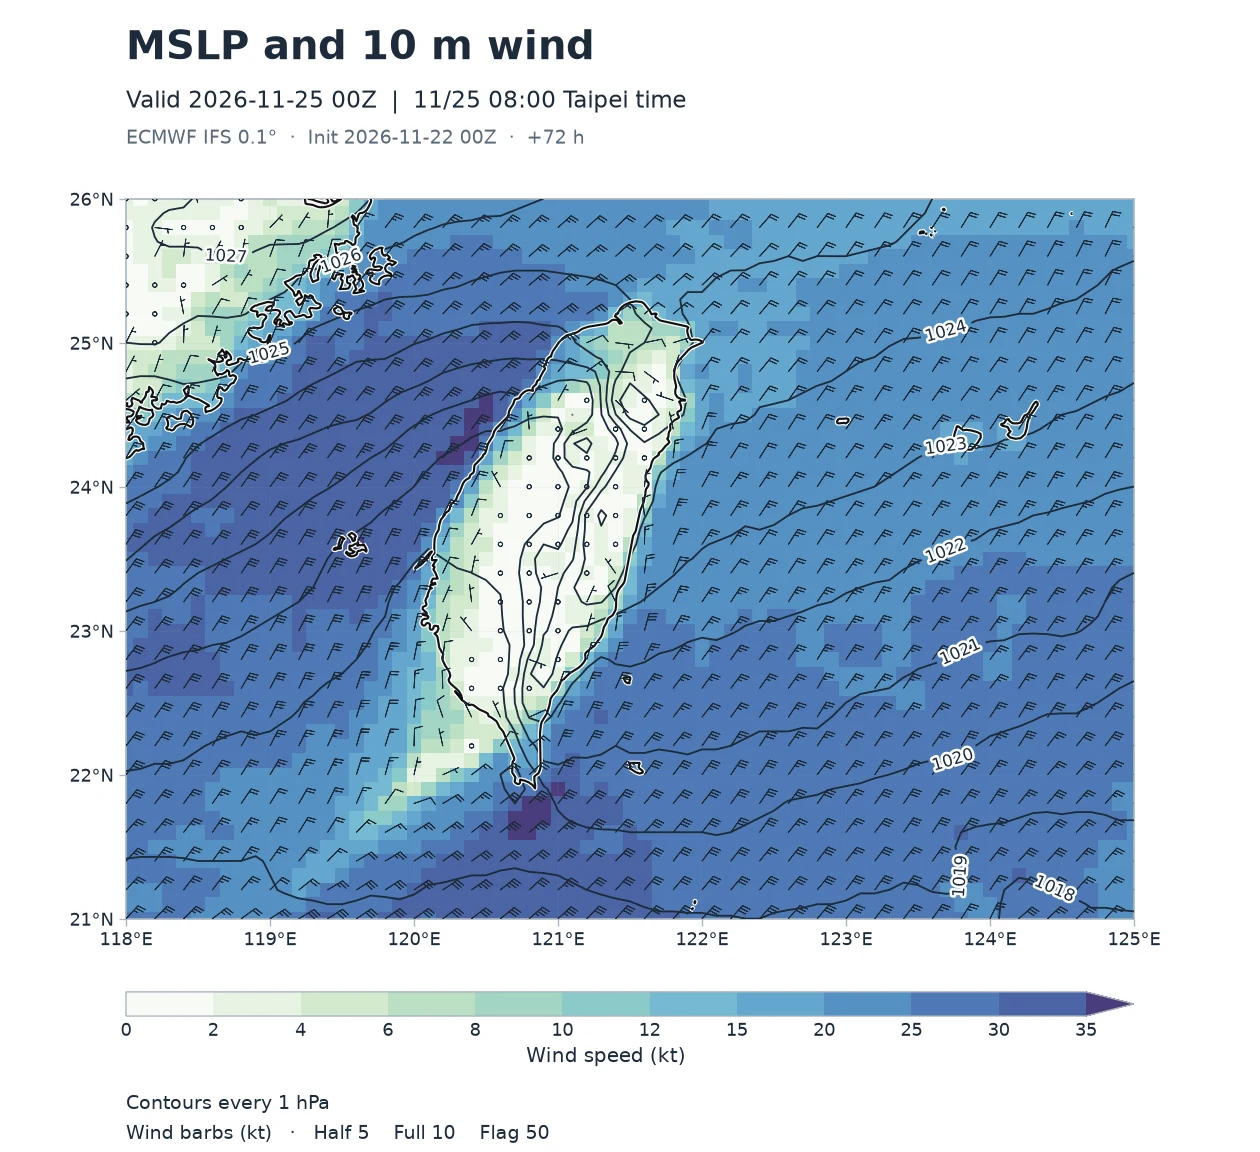 MSLP and 10 m wind
Valid 2026-11-25 00Z | 11/25 08:00 Taipei time
ECMWF IFS 0.1° · Init 2026-11-22 00Z · +72 h
26°N
1027
1026
25°N
1025
1024
24°N
1023
1022
23°N
1021
22°N
1020
1019
1018
21°N
118°E 119°E 120°E 121°E 122°E 123°E 124°E 125°E
0 2 4 6 8 10 12 15 20 25 30 35
Wind speed (kt)
Contours every 1 hPa
Wind barbs (kt) · Half 5 Full 10 Flag 50